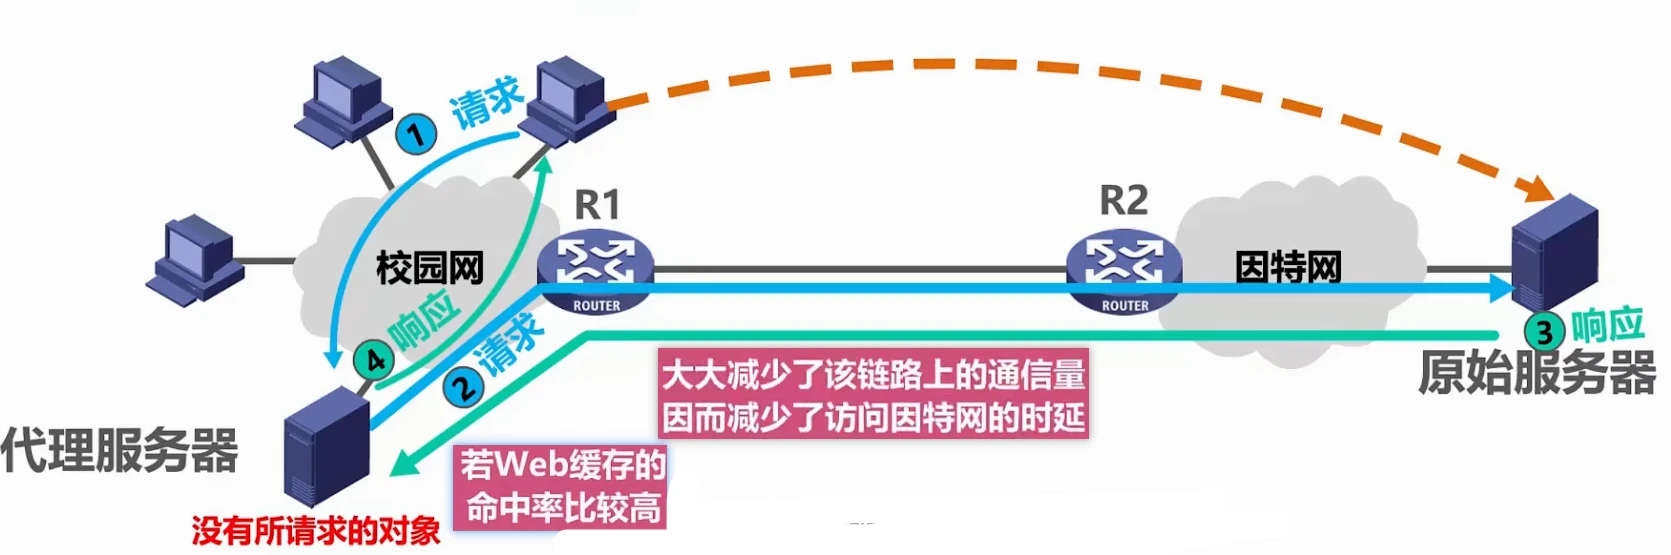 ① 请求
R1
R2
校园网
因特网
ROUTER
ROUTER
④ 响应
② 请求
③ 响应
原始服务器
大大减少了该链路上的通信量
因而减少了访问因特网的时延
代理服务器
若Web缓存的
命中率比较高
没有所请求的对象